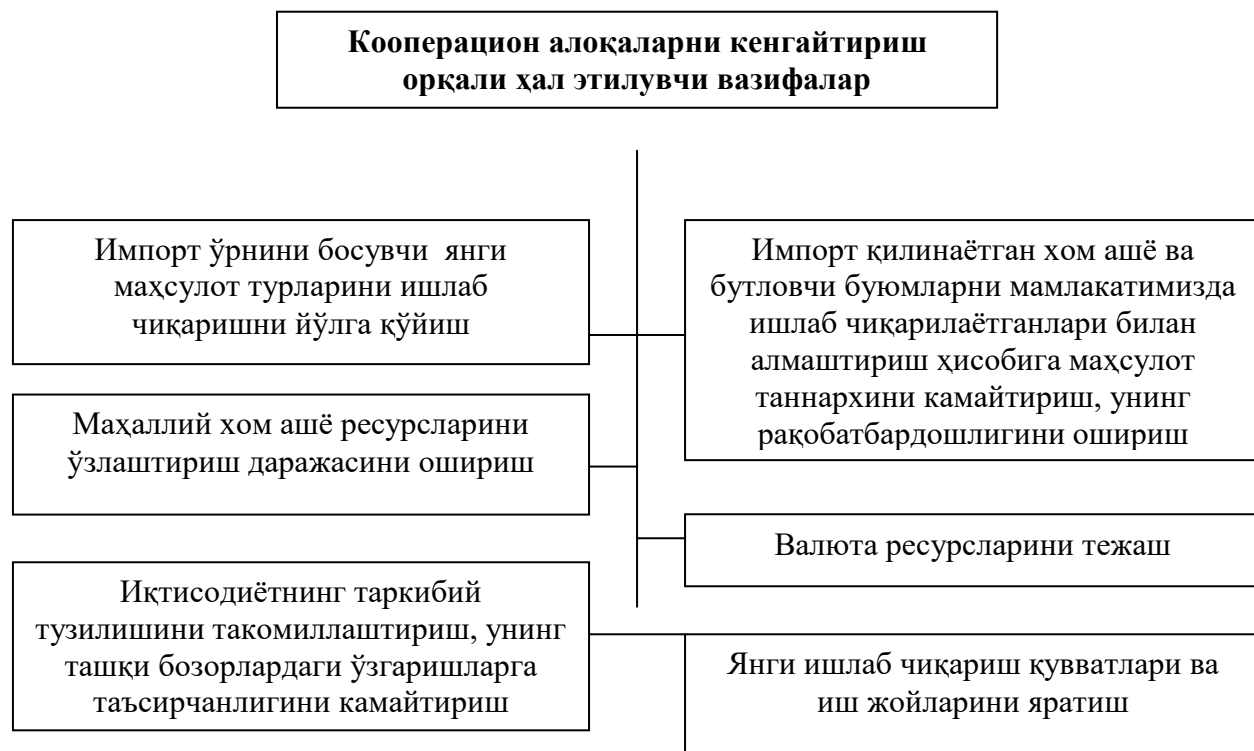 Кооперацион алоқаларни кенгайтириш
орқали ҳал этилувчи вазифалар
Импорт ўрнини босувчи янги
маҳсулот турларини ишлаб
чиқаришни йўлга қўйиш
Импорт қилинаётган хом ашё ва
бутловчи буюмларни мамлакатимизда
ишлаб чиқарилаётганлари билан
алмаштириш ҳисобига маҳсулот
таннархини камайтириш, унинг
рақобатбардошлигини ошириш
Маҳаллий хом ашё ресурсларини
ўзлаштириш даражасини ошириш
Валюта ресурсларини тежаш
Иқтисодиётнинг таркибий
тузилишини такомиллаштириш, унинг
ташқи бозорлардаги ўзгаришларга
таъсирчанлигини камайтириш
Янги ишлаб чиқариш қувватлари ва
иш жойларини яратиш